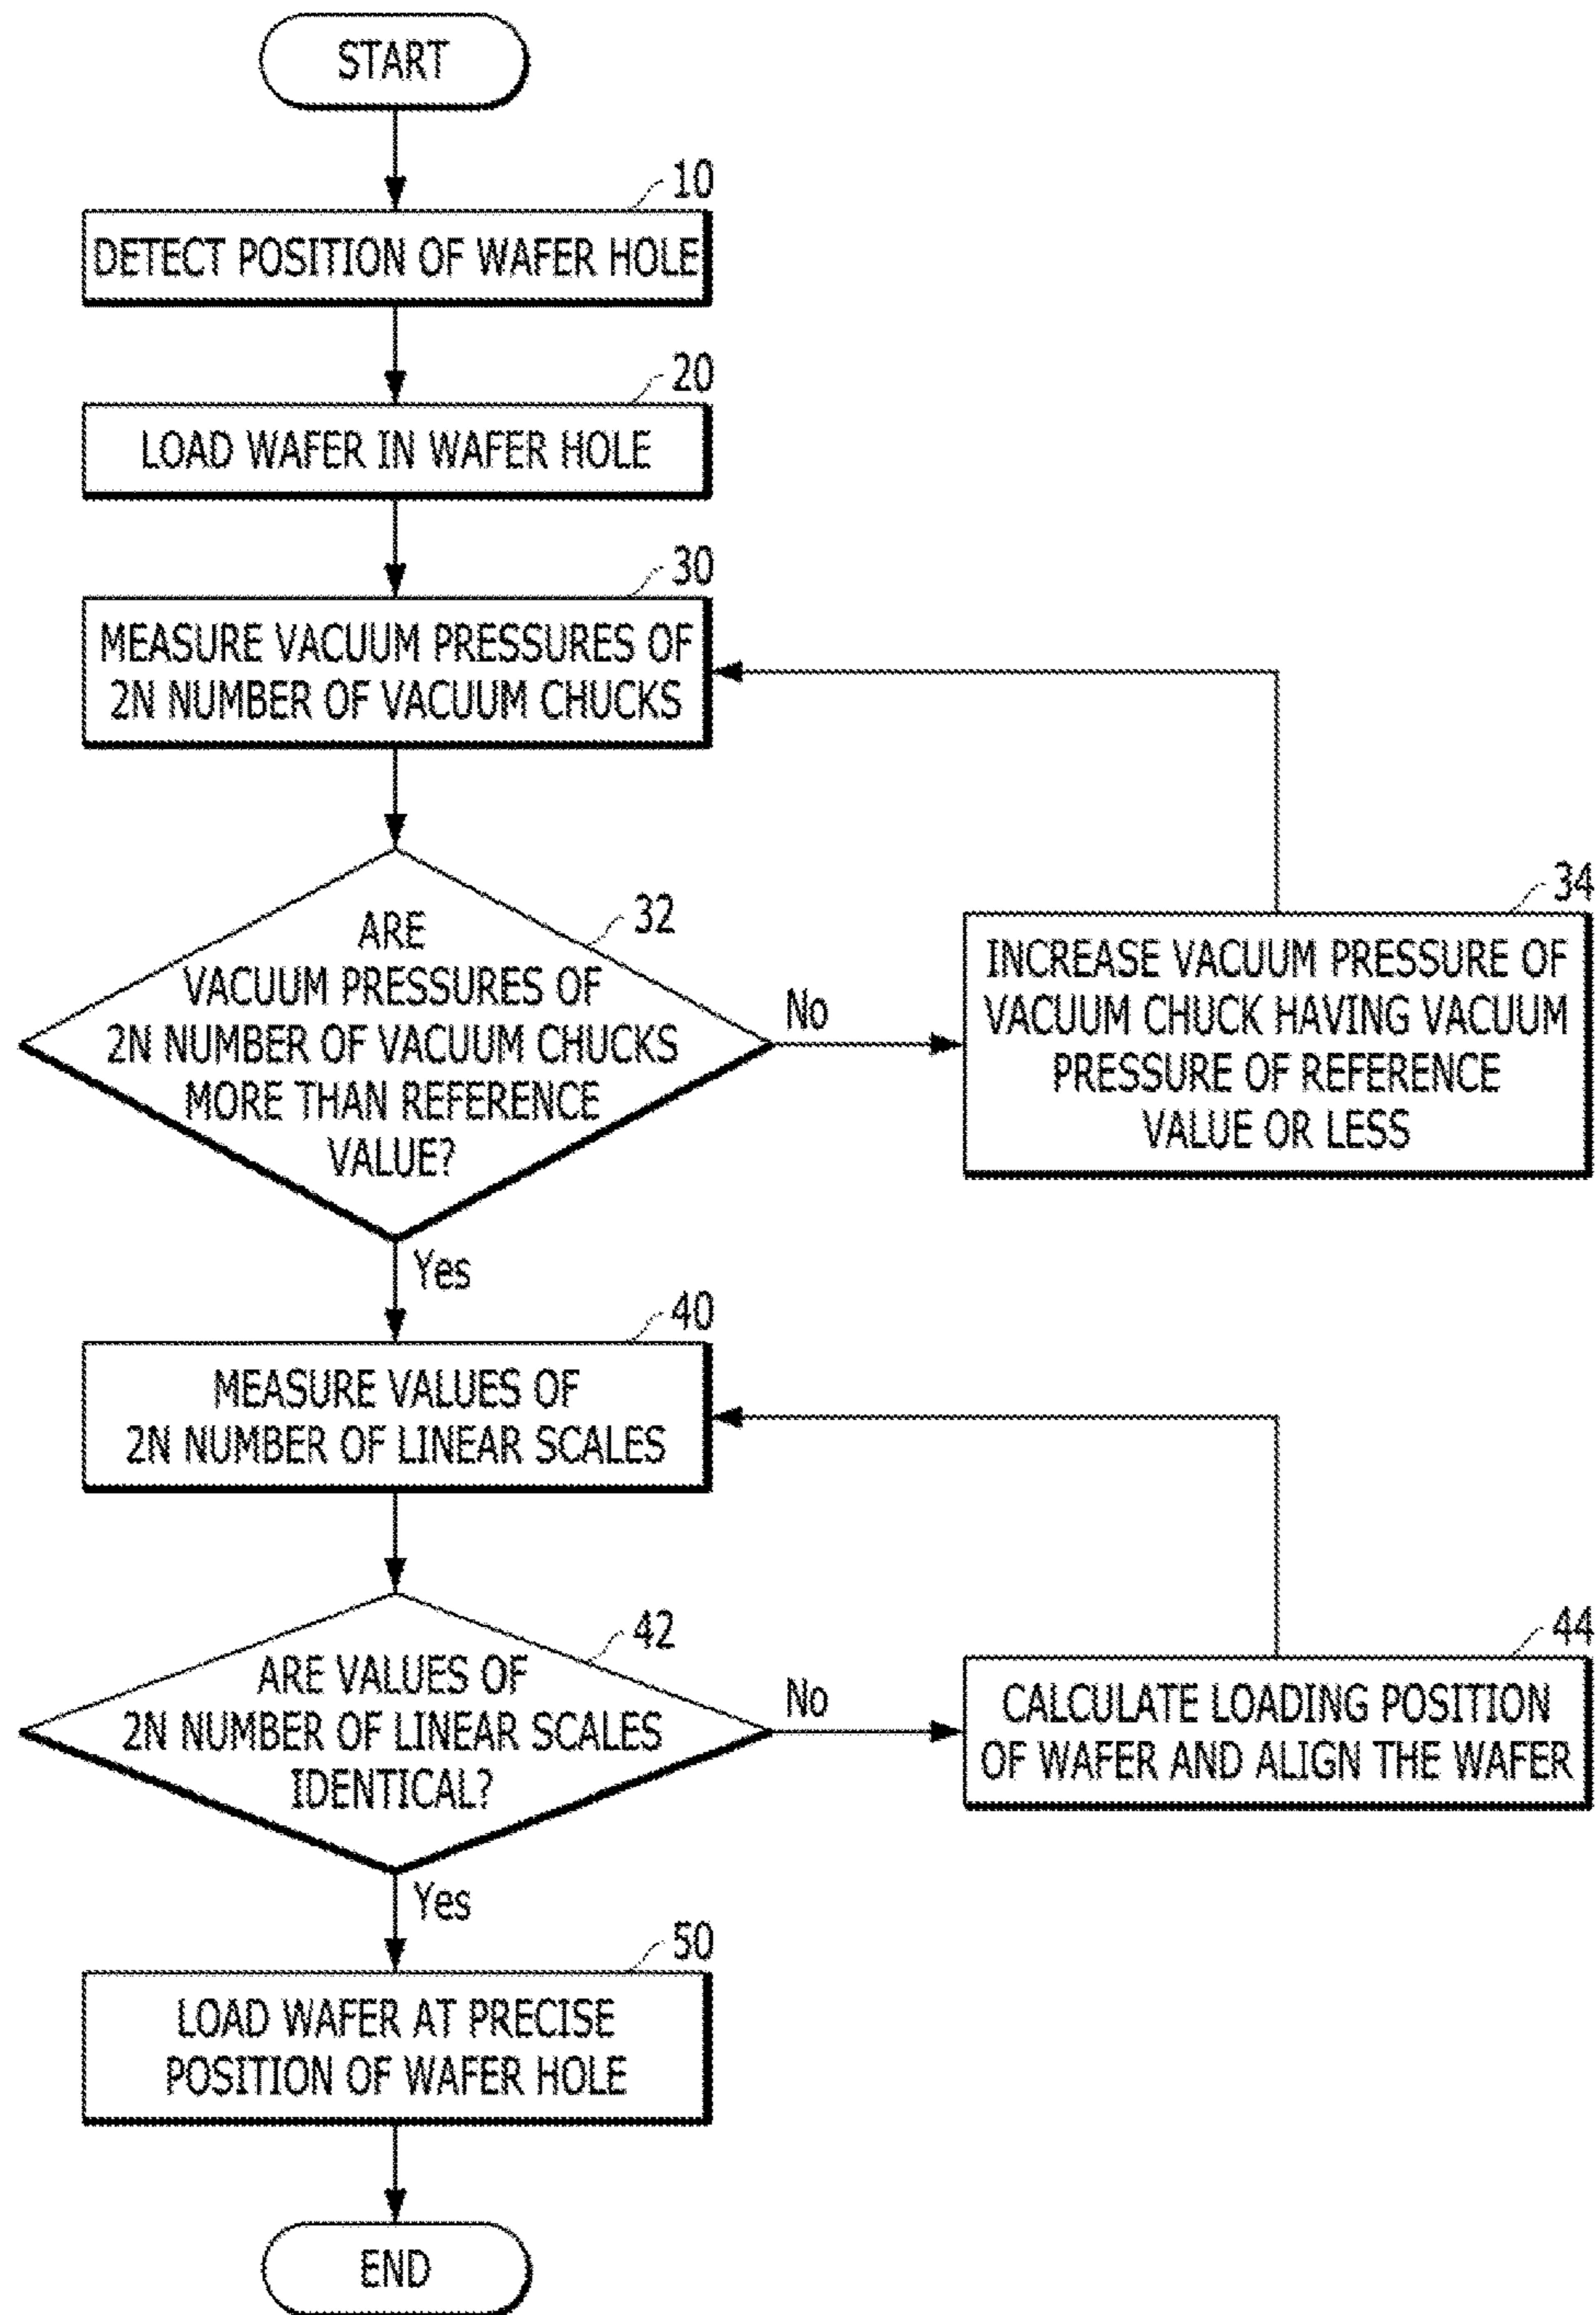 START
10
DETECT POSITION OF WAFER HOLE
20
LOAD WAFER IN WAFER HOLE
30
MEASURE VACUUM PRESSURES OF
2N NUMBER OF VACUUM CHUCKS
32
ARE
VACUUM PRESSURES OF
2N NUMBER OF VACUUM CHUCKS
MORE THAN REFERENCE
VALUE?
No
34
INCREASE VACUUM PRESSURE OF
VACUUM CHUCK HAVING VACUUM
PRESSURE OF REFERENCE
VALUE OR LESS
Yes
40
MEASURE VALUES OF
2N NUMBER OF LINEAR SCALES
42
ARE VALUES OF
2N NUMBER OF LINEAR SCALES
IDENTICAL?
No
44
CALCULATE LOADING POSITION
OF WAFER AND ALIGN THE WAFER
Yes
50
LOAD WAFER AT PRECISE
POSITION OF WAFER HOLE
END